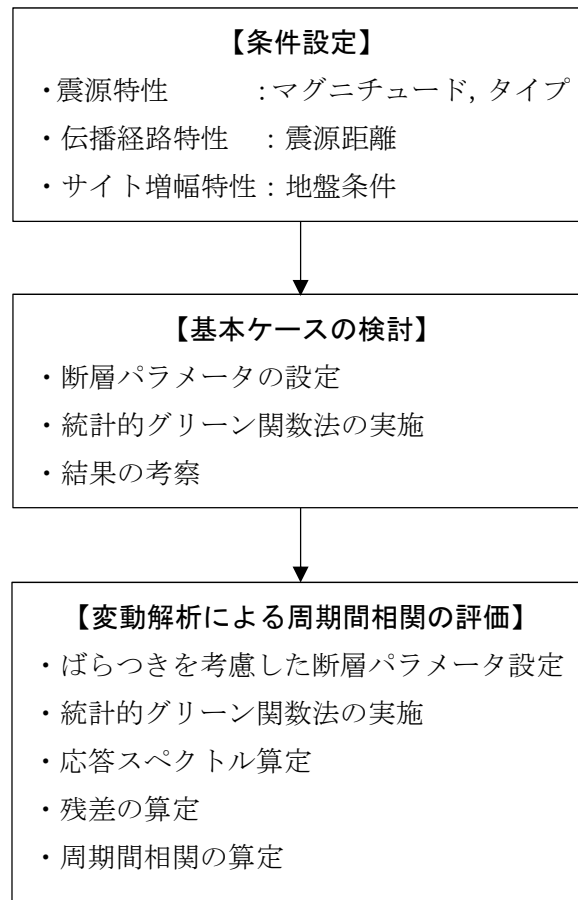 【条件設定】
・震源特性　　　：マグニチュード，タイプ
・伝播経路特性　：震源距離
・サイト増幅特性：地盤条件
【基本ケースの検討】
・断層パラメータの設定
・統計的グリーン関数法の実施
・結果の考察
【変動解析による周期間相関の評価】
・ばらつきを考慮した断層パラメータ設定
・統計的グリーン関数法の実施
・応答スペクトル算定
・残差の算定
・周期間相関の算定